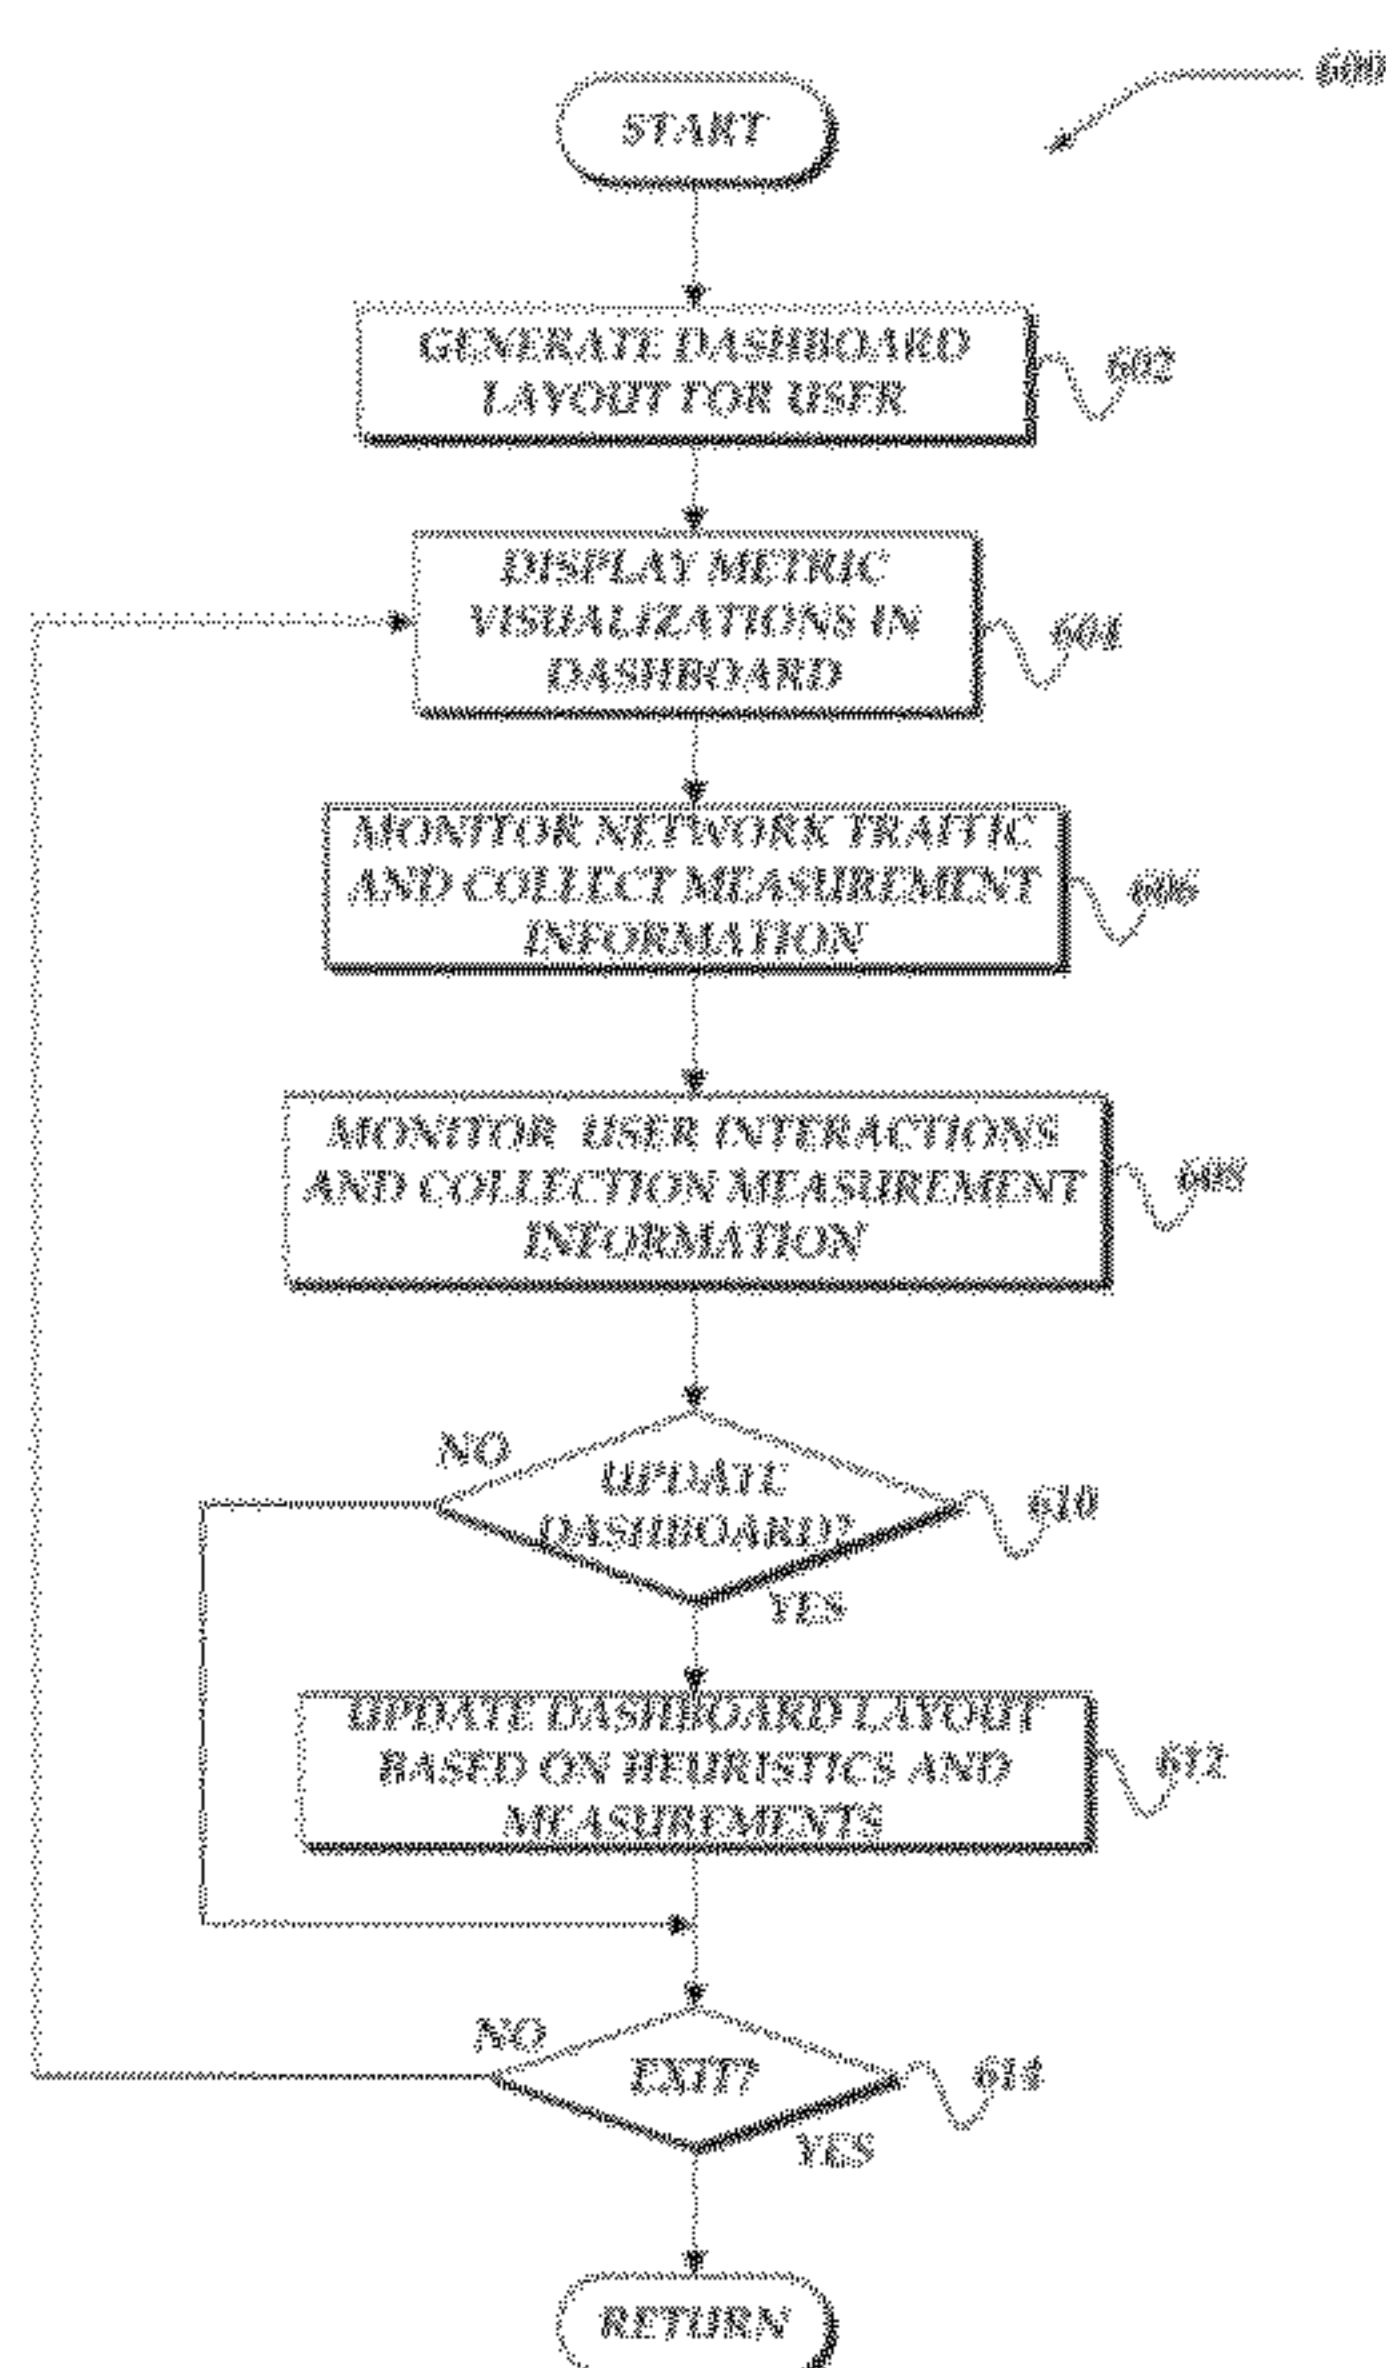 600
START
GENERATE DASHBOARD
LAYOUT FOR USER
602
DISPLAY METRIC
VISUALIZATIONS IN
DASHBOARD
604
MONITOR NETWORK TRAFFIC
AND COLLECT MEASUREMENT
INFORMATION
606
MONITOR USER INTERACTIONS
AND COLLECTION MEASUREMENT
INFORMATION
608
NO
UPDATE
DASHBOARD?
610
YES
UPDATE DASHBOARD LAYOUT
BASED ON HEURISTICS AND
MEASUREMENTS
612
NO
EXIT?
614
YES
RETURN